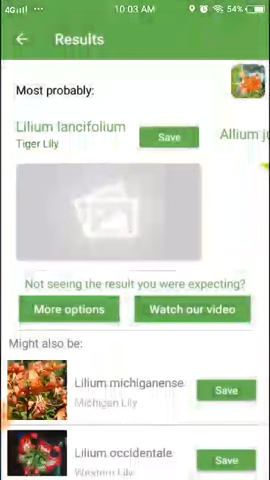 4G 10:03 AM 54%
Results
Most probably:
Lilium lancifolium
Tiger Lily
Save
Allium j
Not seeing the result you were expecting?
More options
Watch our video
Might also be:
Lilium michiganense
Michigan Lily
Save
Lilium occidentale
Western Lily
Save